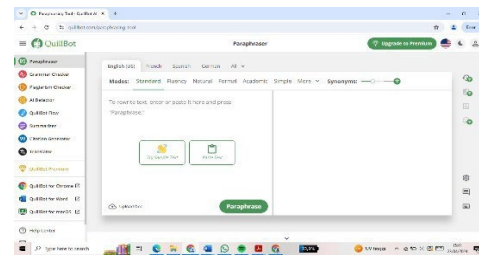 Paraphrasing Tool - QuillBot AI
quillbot.com/paraphrasing-tool
QuillBot
Paraphraser
Upgrade to Premium
Paraphraser
Grammar Checker
Plagiarism Checker
AI Detector
QuillBot Flow
Summarizer
Citation Generator
Translator
QuillBot Premium
QuillBot for Chrome
QuillBot for Word
QuillBot for macOS
Help Center
English (US) French Spanish German All
Modes: Standard Fluency Natural Formal Academic Simple More Synonyms:
To rewrite text, enter or paste it here and press
"Paraphrase."
Try Sample Text
Paste Text
Upload Doc
Paraphrase
Type here to search